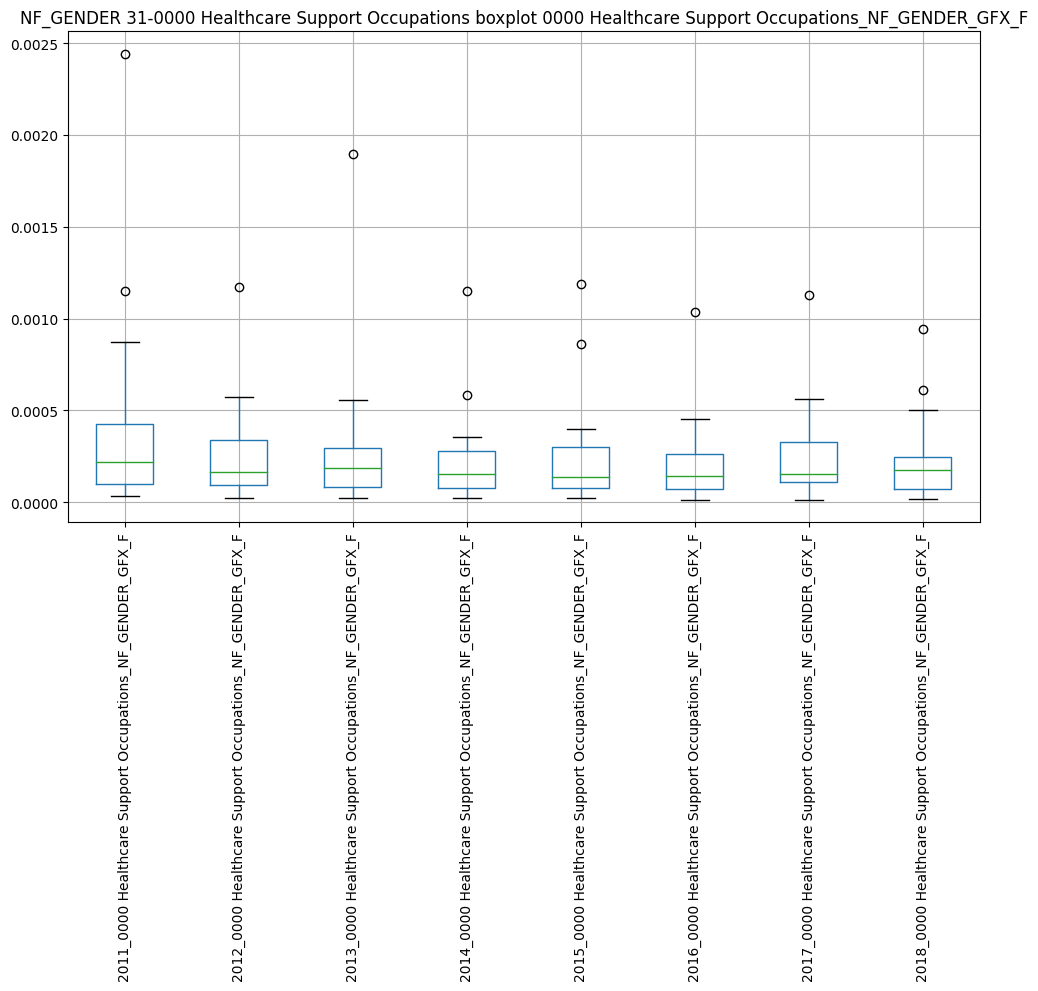 NF_GENDER 31-0000 Healthcare Support Occupations boxplot 0000 Healthcare Support Occupations_NF_GENDER_GFX_F
0.0025
0.0020
0.0015
0.0010
0.0005
0.0000
2011_0000 Healthcare Support Occupations_NF_GENDER_GFX_F
2012_0000 Healthcare Support Occupations_NF_GENDER_GFX_F
2013_0000 Healthcare Support Occupations_NF_GENDER_GFX_F
2014_0000 Healthcare Support Occupations_NF_GENDER_GFX_F
2015_0000 Healthcare Support Occupations_NF_GENDER_GFX_F
2016_0000 Healthcare Support Occupations_NF_GENDER_GFX_F
2017_0000 Healthcare Support Occupations_NF_GENDER_GFX_F
2018_0000 Healthcare Support Occupations_NF_GENDER_GFX_F